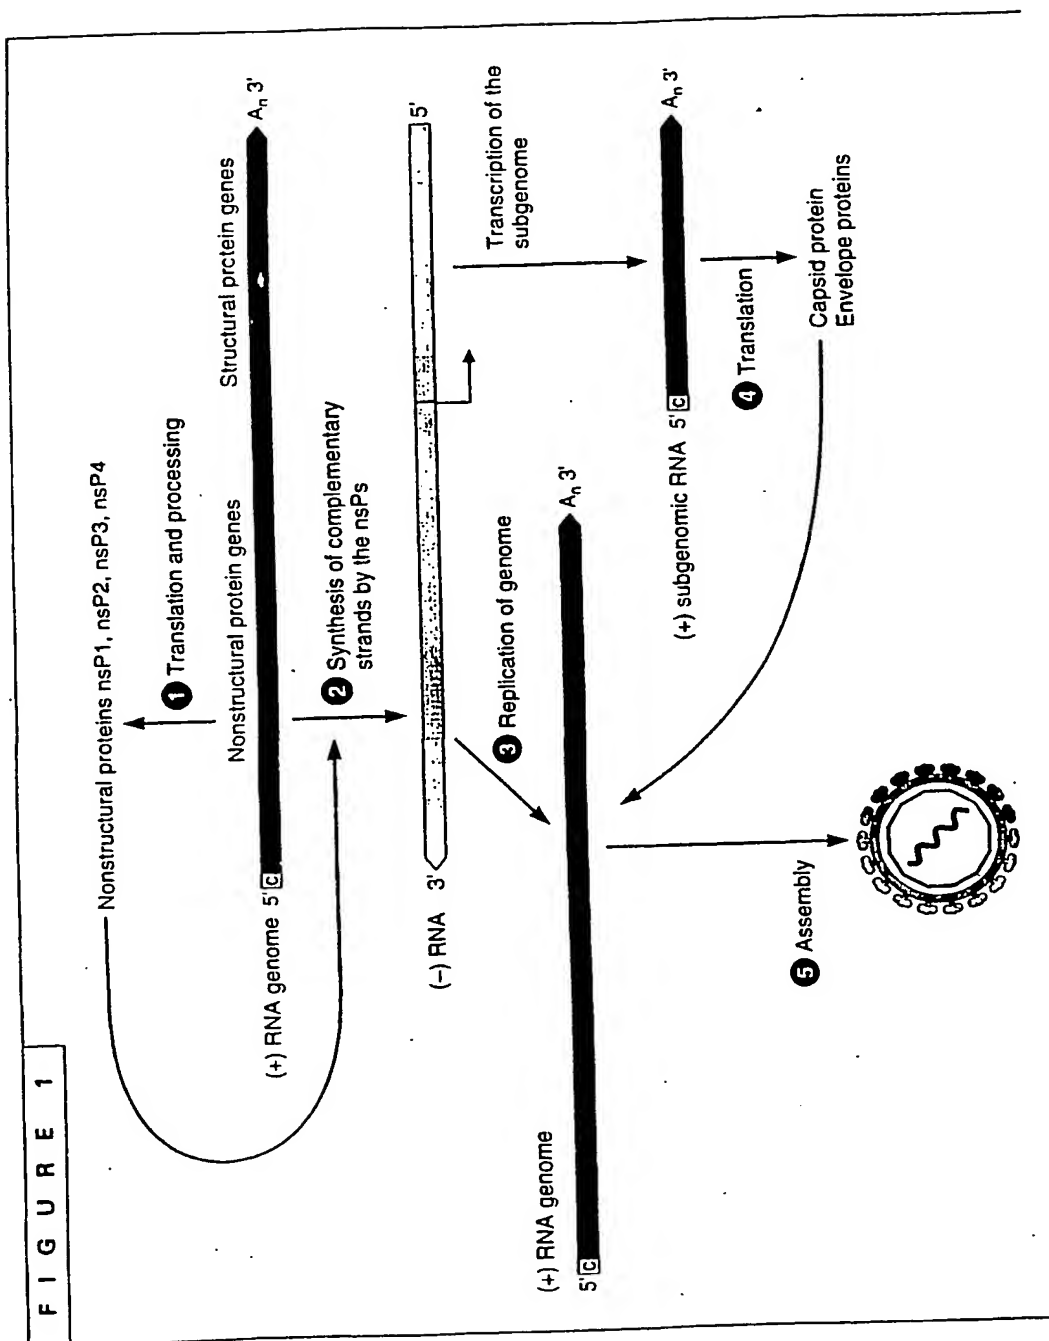 FIGURE 1
Nonstructural proteins nsP1, nsP2, nsP3, nsP4
1 Translation and processing
Nonstructural protein genes
Structural prctein genes
(+) RNA genome 5' C
An 3'
2 Synthesis of complementary
strands by the nsPs
(−) RNA 3'
5'
3 Replication of genome
Transcription of the
subgenome
(+) RNA genome
5' C
An 3'
(+) subgenomic RNA 5' C
An 3'
4 Translation
Capsid protein
Envelope proteins
5 Assembly